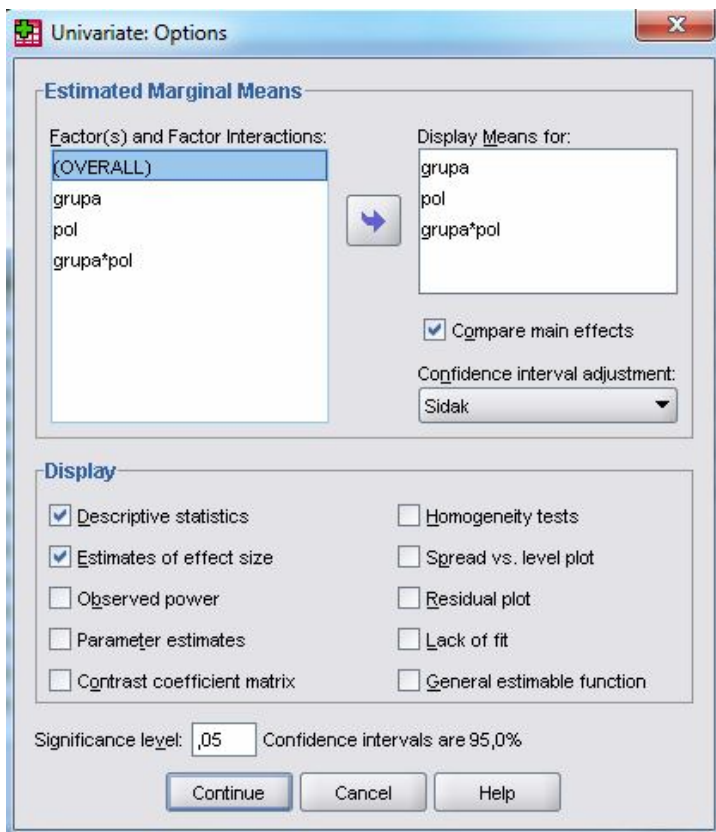 Univariate: Options
Estimated Marginal Means
Factor(s) and Factor Interactions:
(OVERALL)
grupa
pol
grupa*pol
Display Means for:
grupa
pol
grupa*pol
Compare main effects
Confidence interval adjustment:
Sidak
Display
Descriptive statistics
Homogeneity tests
Estimates of effect size
Spread vs. level plot
Observed power
Residual plot
Parameter estimates
Lack of fit
Contrast coefficient matrix
General estimable function
Significance level: ,05 Confidence intervals are 95,0%
Continue
Cancel
Help